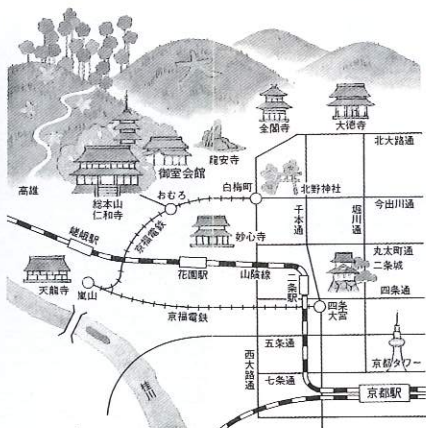 金閣寺
大徳寺
北大路通
龍安寺
御室会館
高雄
総本山
仁和寺
おむろ
白梅町
北野神社
今出川通
千本通
堀川通
京福電鉄
妙心寺
丸太町通
二条城
嵯峨駅
花園駅
山陰線
二条駅
四条通
天龍寺
嵐山
京福電鉄
四条
大宮
五条通
西大路通
七条通
京都タワー
京都駅
桂川